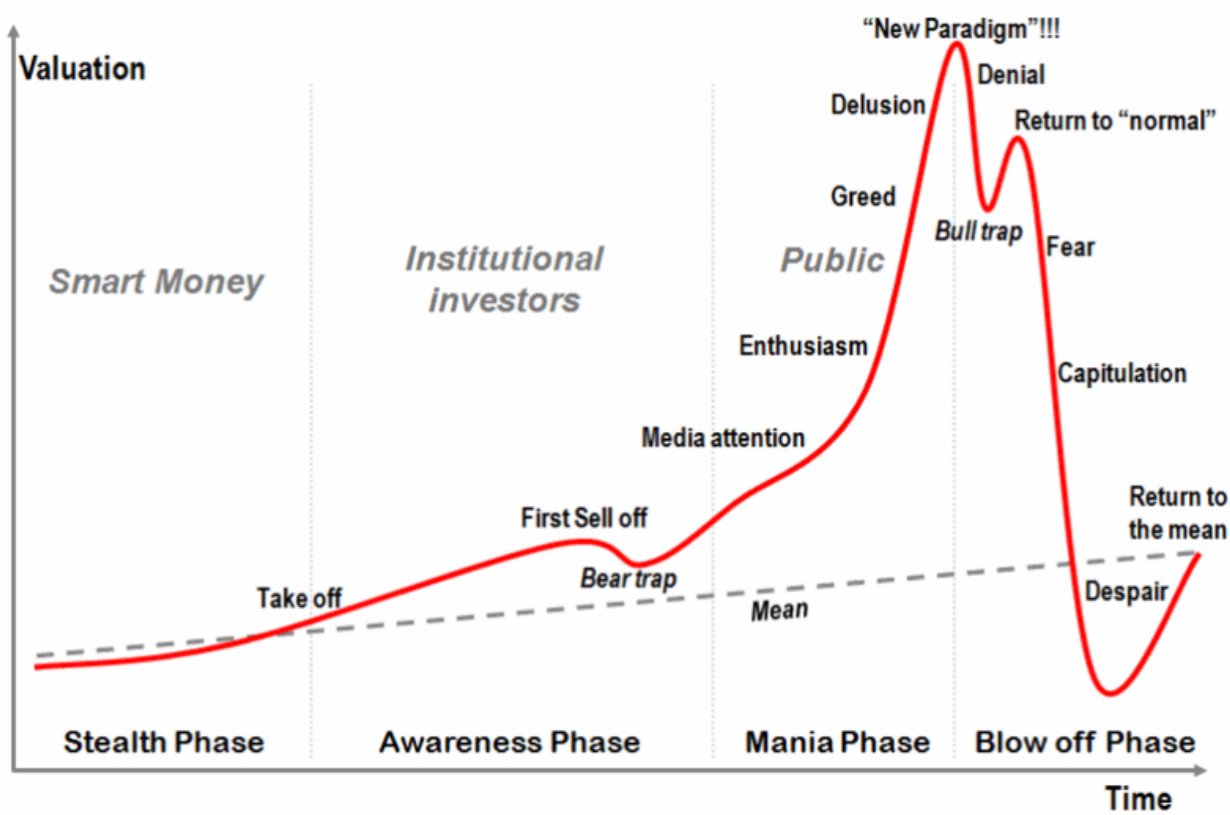 "New Paradigm"!!!
Valuation
Denial
Delusion
Return to "normal"
Greed
Bull trap
Fear
Smart Money
Institutional
investors
Public
Enthusiasm
Capitulation
Media attention
First Sell off
Return to
the mean
Bear trap
Take off
Mean
Despair
Stealth Phase
Awareness Phase
Mania Phase
Blow off Phase
Time